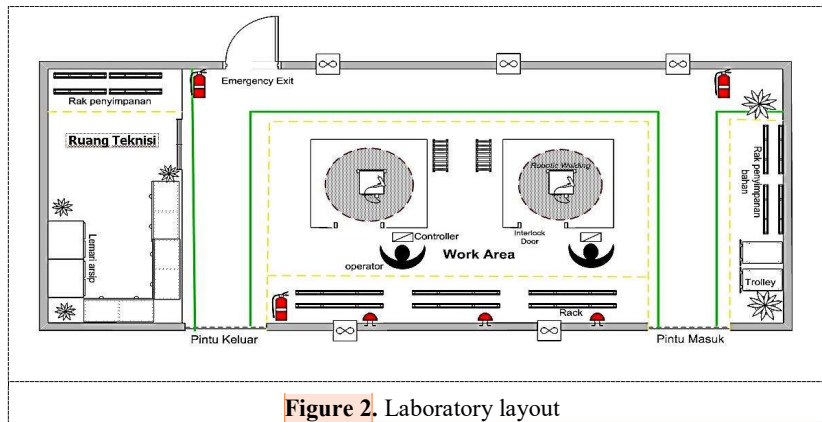 Emergency Exit
Rak penyimpanan
Ruang Teknisi
Robotic Welding
Rak penyimpanan
bahan
Lemari arsip
Controller
Interlock
Door
operator
Work Area
Trolley
Rack
Pintu Keluar
Pintu Masuk
Figure 2. Laboratory layout